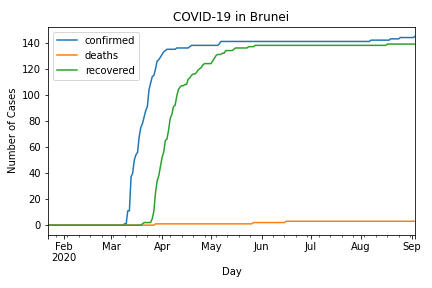 COVID-19 in Brunei
confirmed
deaths
recovered
Number of Cases
140
120
100
80
60
40
20
0
Feb
2020
Mar
Apr
May
Jun
Jul
Aug
Sep
Day